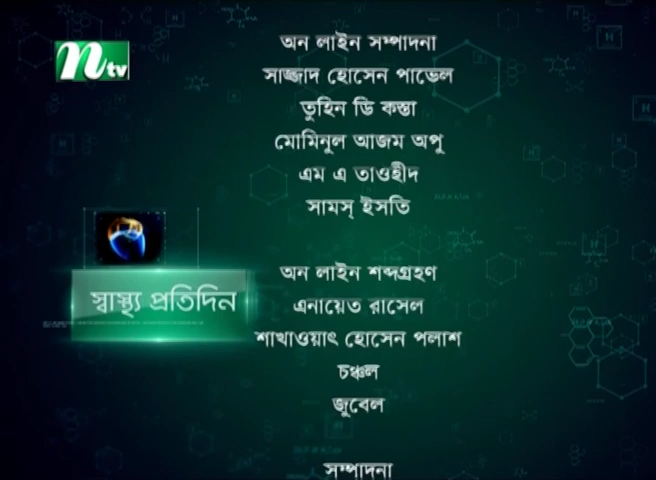 ntv
অন লাইন সম্পাদনা
সাজ্জাদ হোসেন পাভেল
তুহিন ডি কস্তা
মোমিনুল আজম অপু
এম এ তাওহীদ
সামস্ ইসতি
স্বাস্থ্য প্রতিদিন
অন লাইন শব্দগ্রহণ
এনায়েত রাসেল
শাখাওয়াৎ হোসেন পলাশ
চঞ্চল
জুবেল
সম্পাদনা